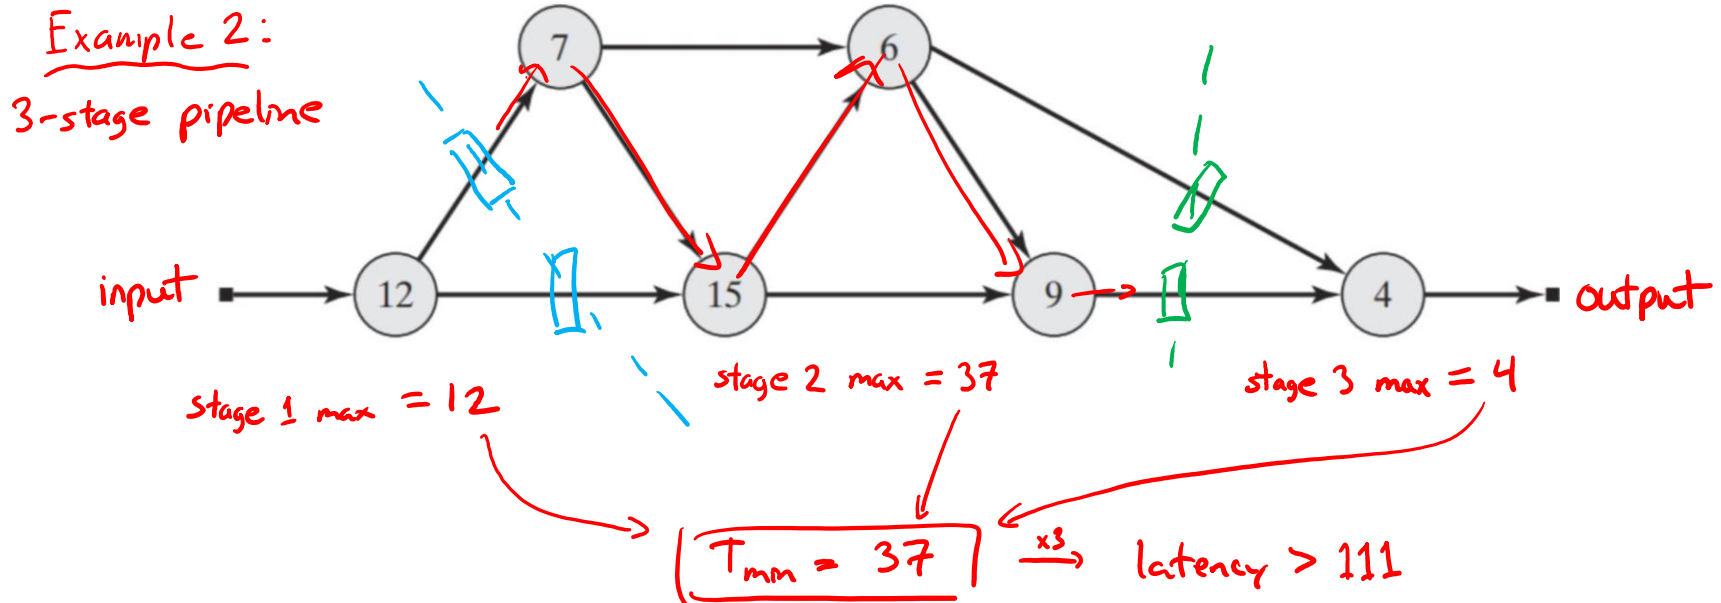 Example 2:
3-stage pipeline
7
6
input
12
15
9
4
output
stage 1 max = 12
stage 2 max = 37
stage 3 max = 4
Tmin = 37
x3
latency > 111